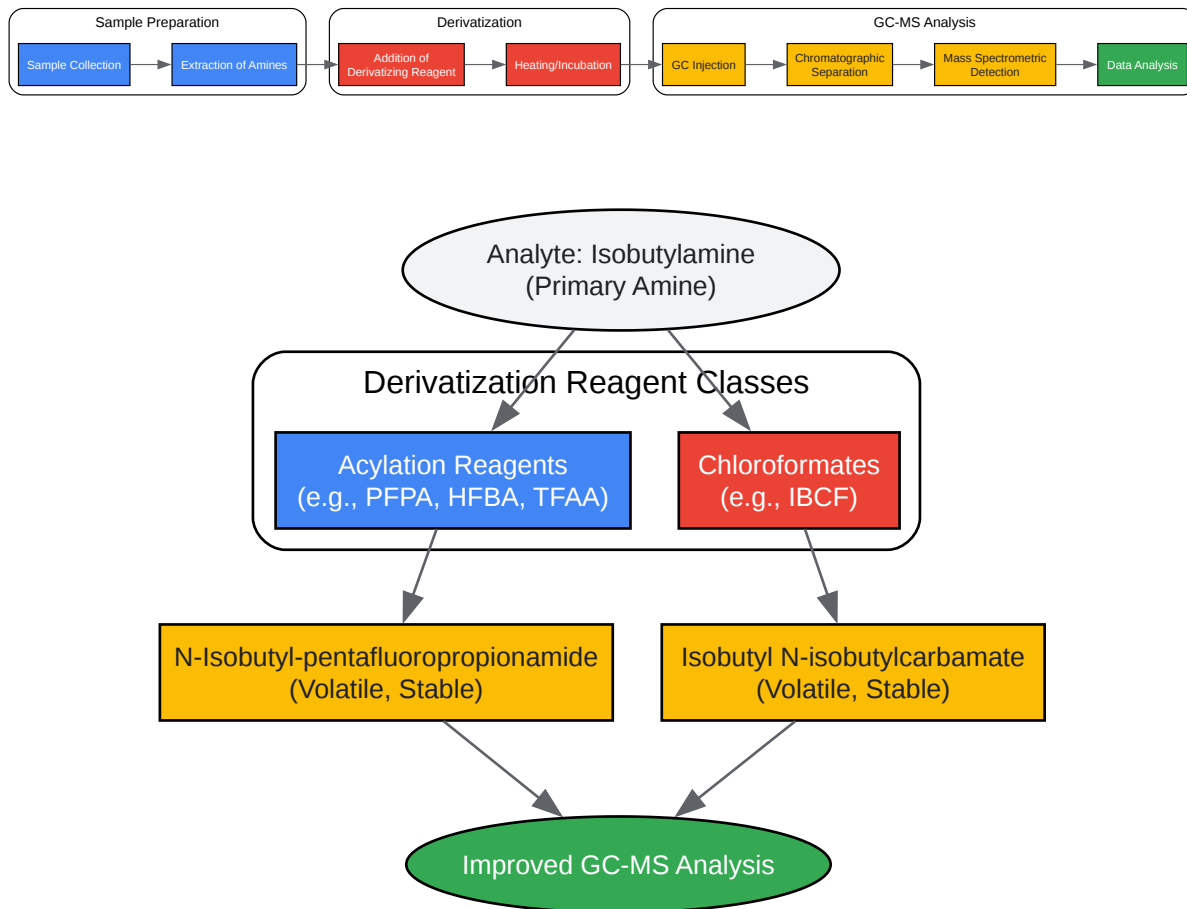 Sample Preparation
Derivatization
GC-MS Analysis
Sample Collection
Extraction of Amines
Addition of
Derivatizing Reagent
Heating/Incubation
GC Injection
Chromatographic
Separation
Mass Spectrometric
Detection
Data Analysis
Analyte: Isobutylamine
(Primary Amine)
Derivatization Reagent Classes
Acylation Reagents
(e.g., PFPA, HFBA, TFAA)
Chloroformates
(e.g., IBCF)
N-Isobutyl-pentafluoropropionamide
(Volatile, Stable)
Isobutyl N-isobutylcarbamate
(Volatile, Stable)
Improved GC-MS Analysis